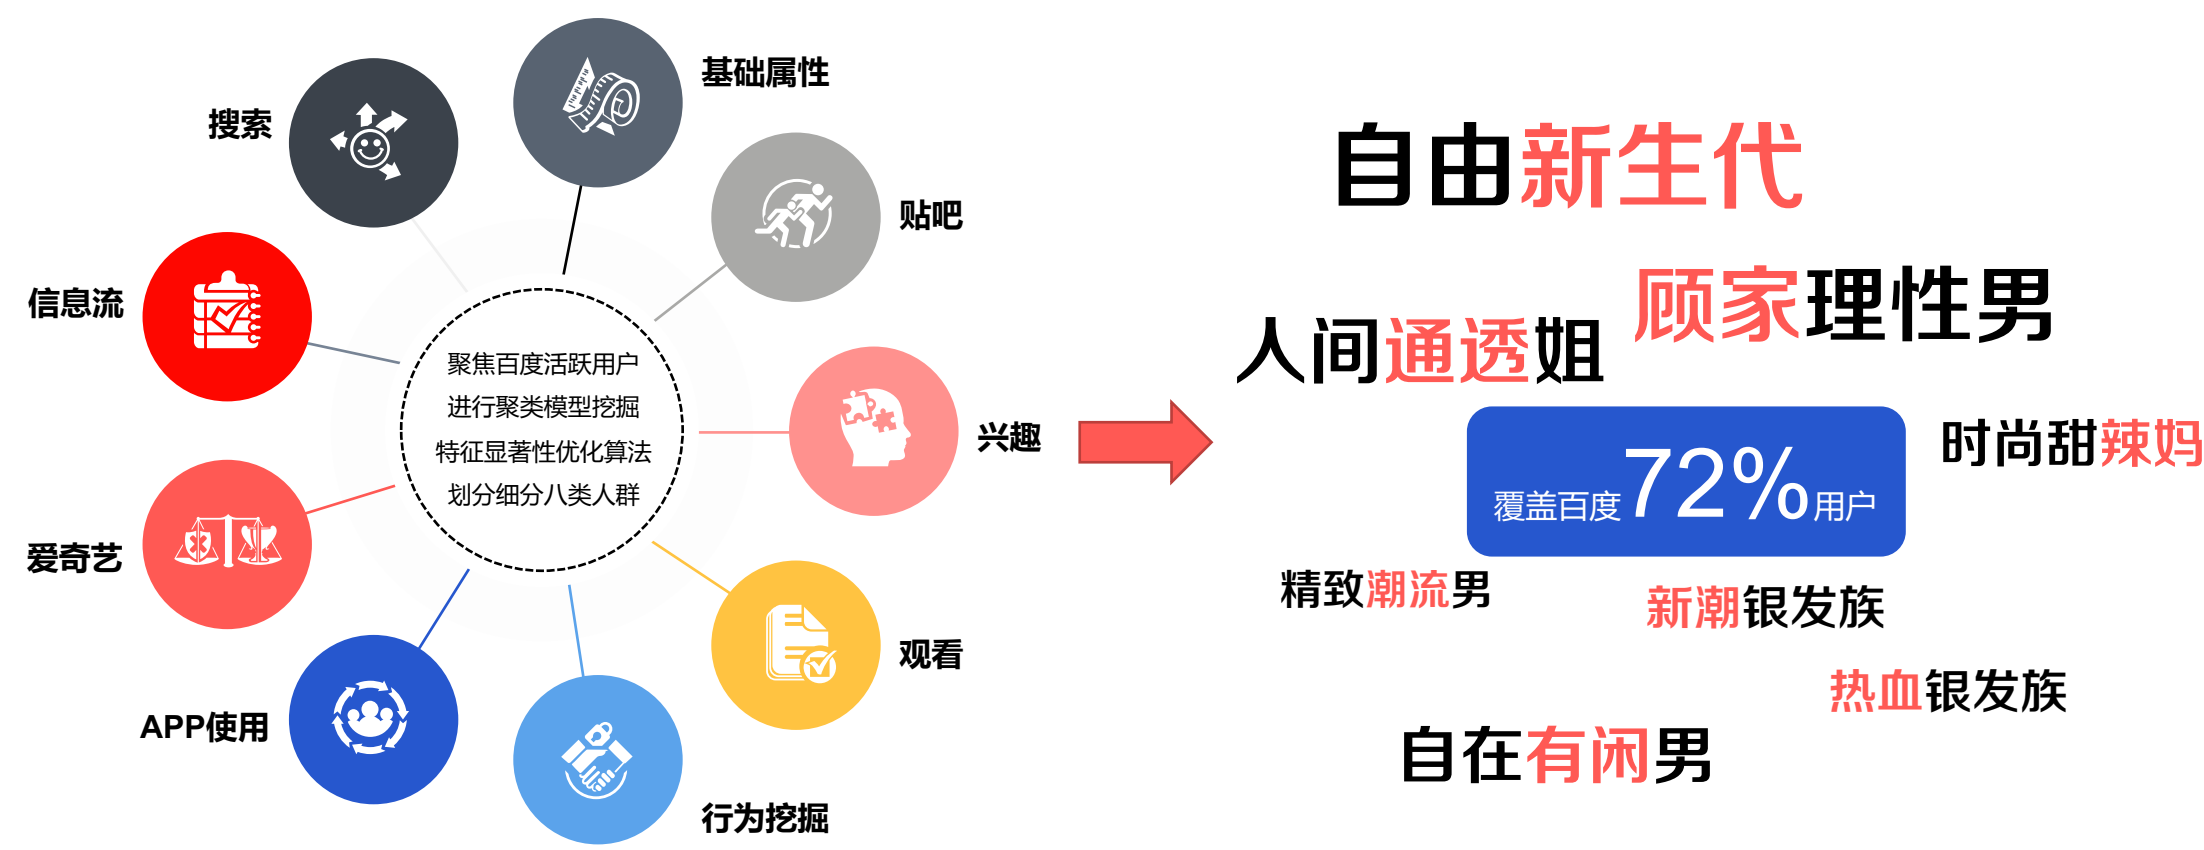 基础属性
搜索
贴吧
信息流
兴趣
聚焦百度活跃用户
进行聚类模型挖掘
特征显著性优化算法
划分细分八类人群
爱奇艺
观看
APP使用
行为挖掘
自由新生代
顾家理性男
人间通透姐
时尚甜辣妈
覆盖百度72%用户
精致潮流男
新潮银发族
热血银发族
自在有闲男